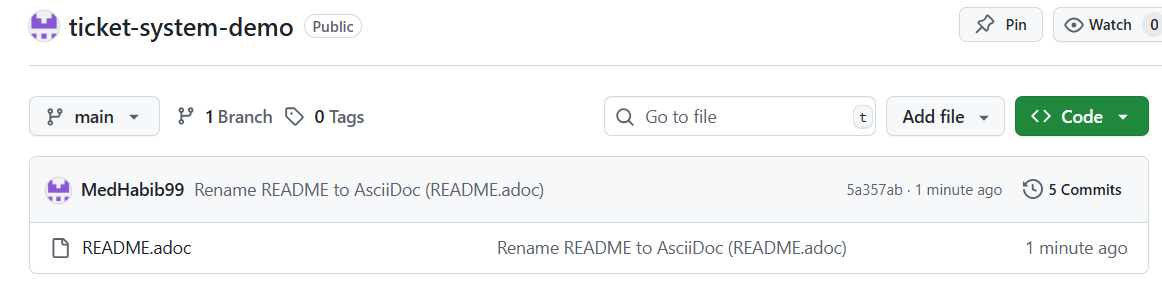 ticket-system-demo Public Pin Watch 0
main 1 Branch 0 Tags Go to file t Add file Code
MedHabib99 Rename README to AsciiDoc (README.adoc) 5a357ab · 1 minute ago 5 Commits
README.adoc Rename README to AsciiDoc (README.adoc) 1 minute ago